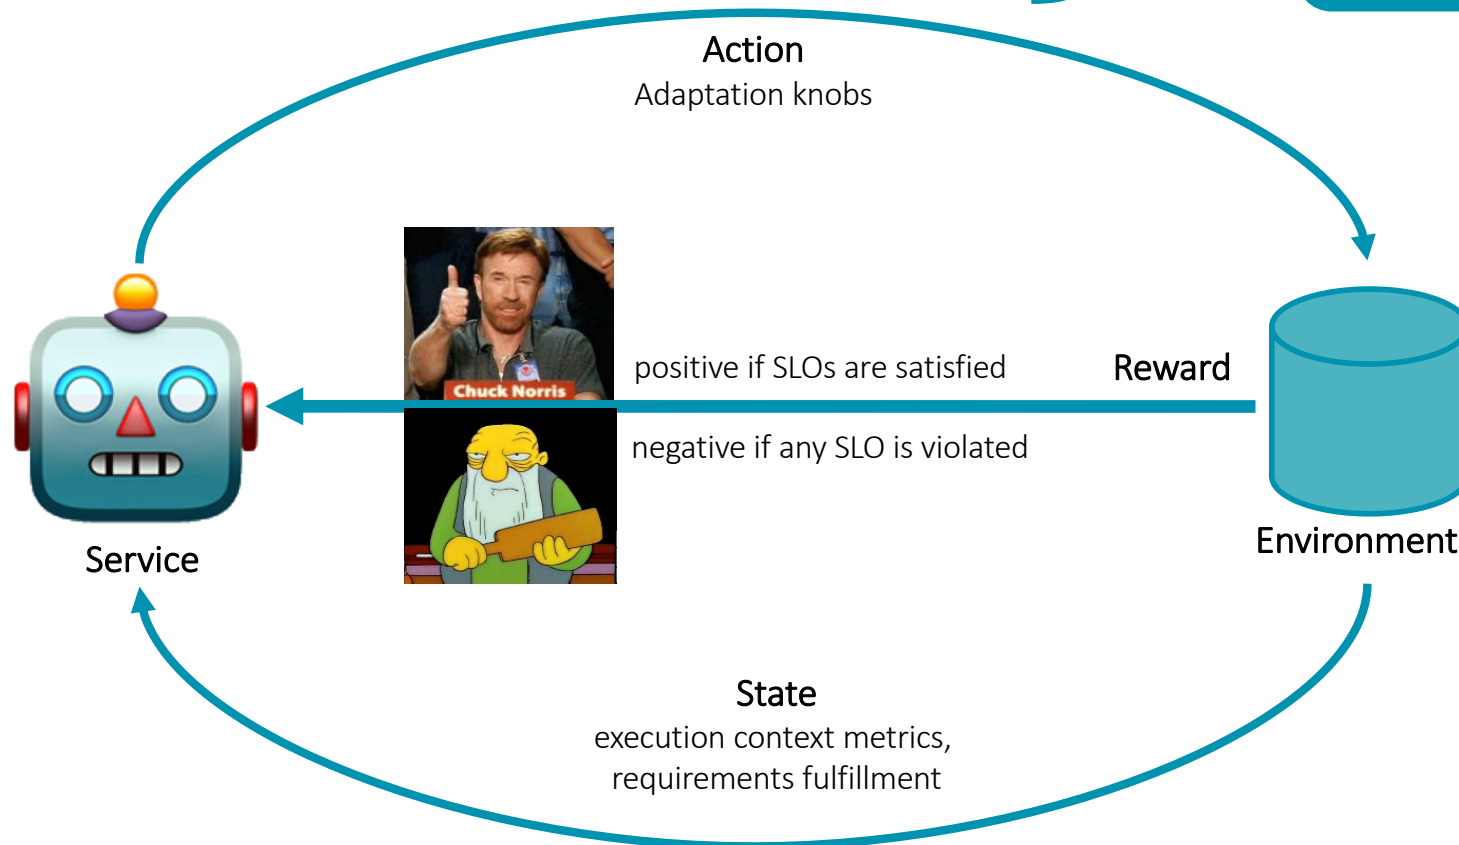 Action
Adaptation knobs
Chuck Norris
positive if SLOs are satisfied
Reward
negative if any SLO is violated
Service
Environment
State
execution context metrics,
requirements fulfillment